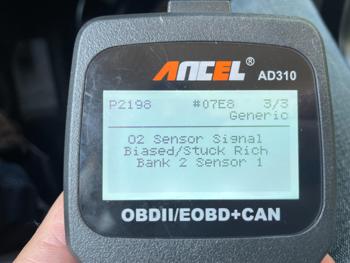 ANCEL® AD310
P2198 #07E8 3/3
Generic
O2 Sensor Signal
Biased/Stuck Rich
Bank 2 Sensor 1
OBDII/EOBD+CAN